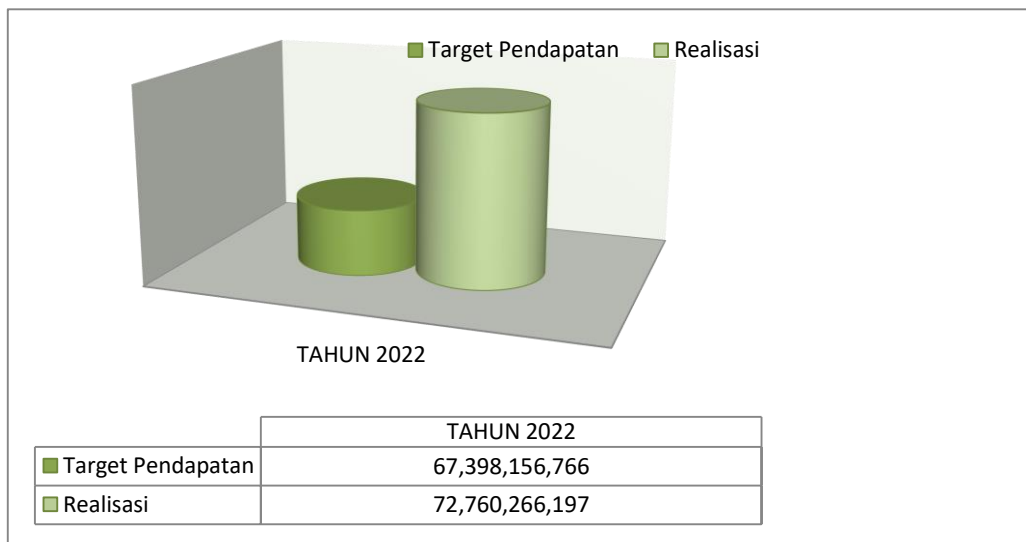 Target Pendapatan Realisasi
TAHUN 2022
TAHUN 2022
Target Pendapatan 67,398,156,766
Realisasi 72,760,266,197